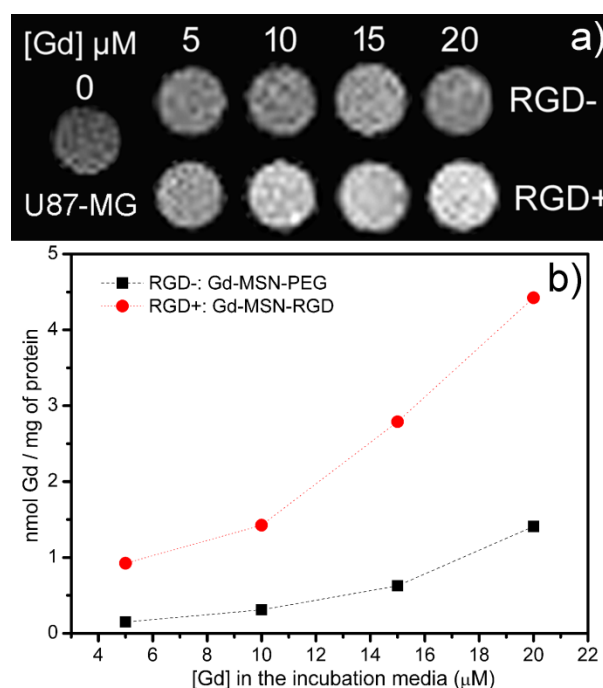 [Gd] µM 5 10 15 20 a)
0
RGD-
U87-MG
RGD+
b)
RGD-: Gd-MSN-PEG
RGD+: Gd-MSN-RGD
nmol Gd / mg of protein
5
4
3
2
1
0
4 6 8 10 12 14 16 18 20 22
[Gd] in the incubation media (µM)